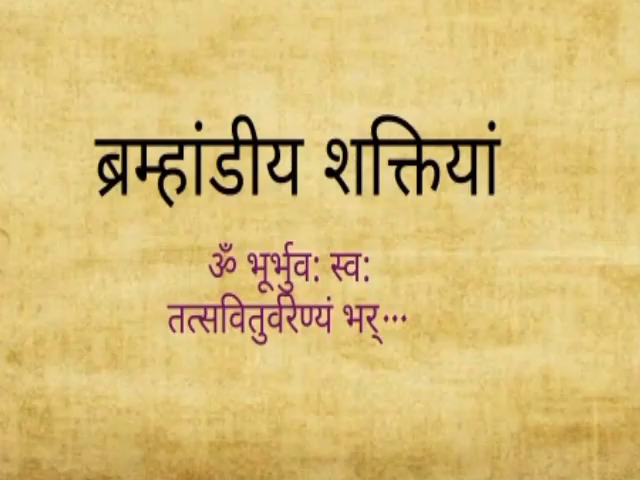 ब्रम्हांडीय शक्तियां
ॐ भूर्भुव: स्व:
तत्सवितुर्वरेण्यं भर्...